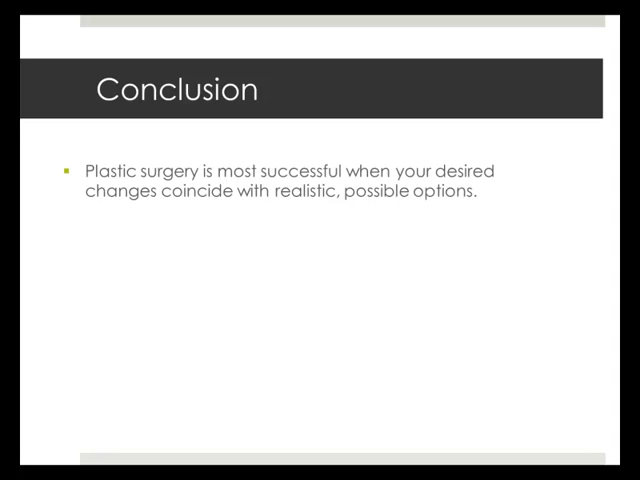 Conclusion
Plastic surgery is most successful when your desired
changes coincide with realistic, possible options.